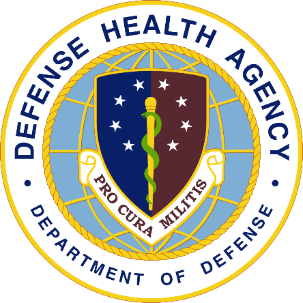 DEFENSE HEALTH AGENCY
PRO CURA MILITIS
DEPARTMENT OF DEFENSE